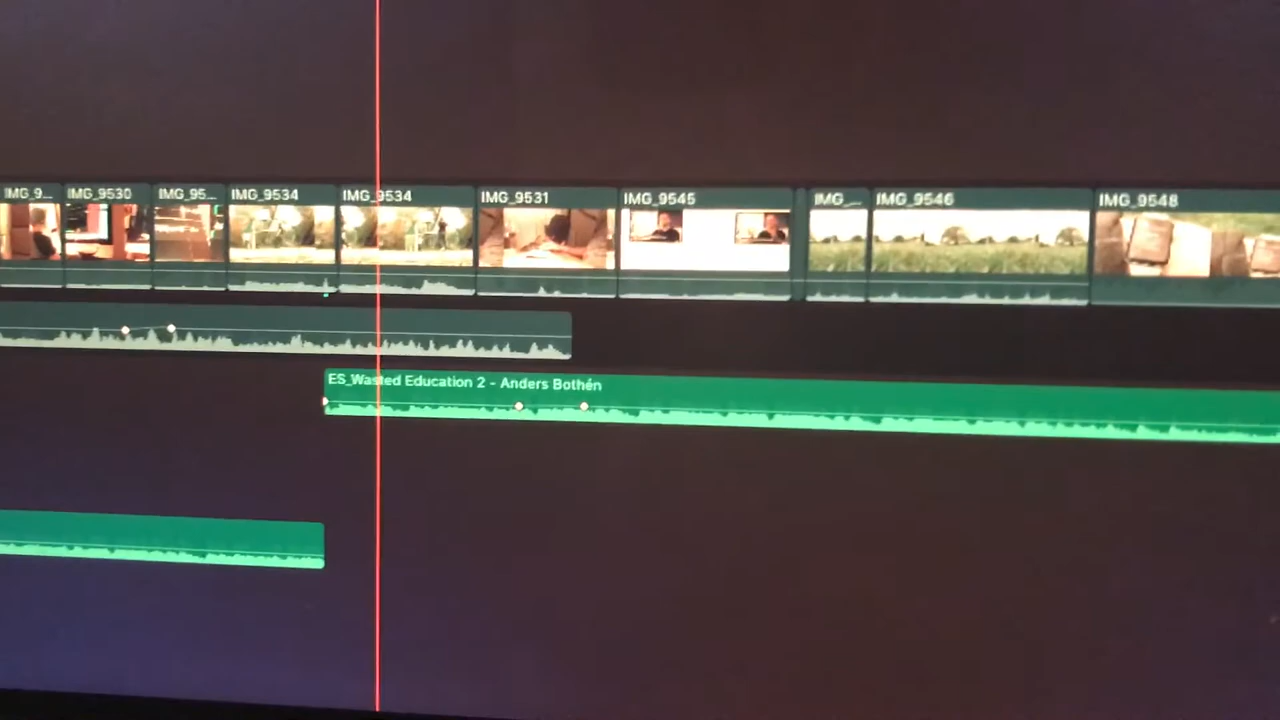 IMG_9...
IMG_9530
IMG_95...
IMG_9534
IMG_9534
IMG_9531
IMG_9545
IMG_...
IMG_9546
IMG_9548
ES_Wasted Education 2 - Anders Bothén